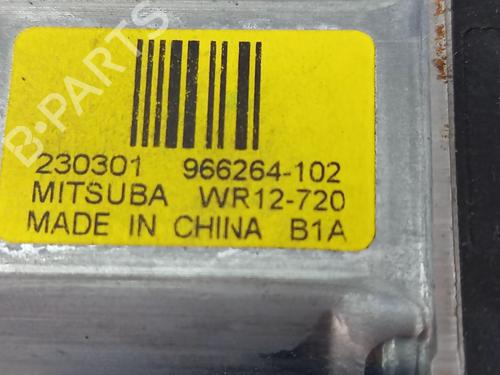 B-PARTS
230301 966264-102
MITSUBA WR12-720
MADE IN CHINA B1A